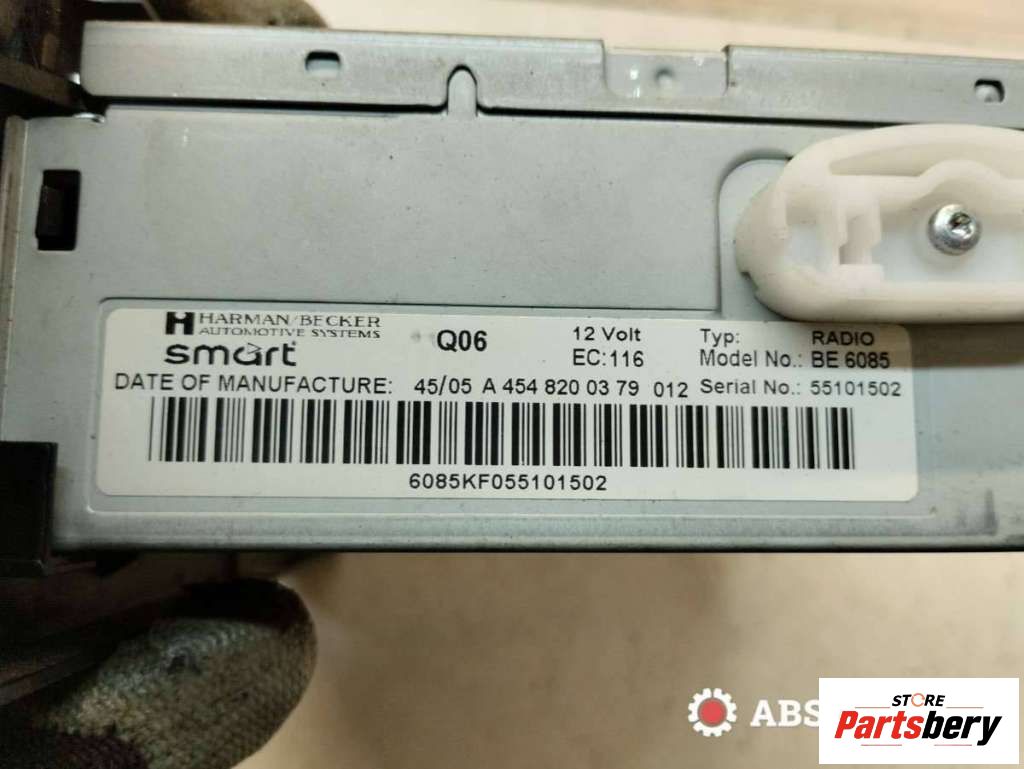 HARMAN/BECKER
AUTOMOTIVE SYSTEMS
smart
Q06
12 Volt
EC:116
Typ: RADIO
Model No.: BE 6085
DATE OF MANUFACTURE: 45/05 A 454 820 03 79 012 Serial No.: 55101502
6085KF055101502
ABS
STORE
Partsbery